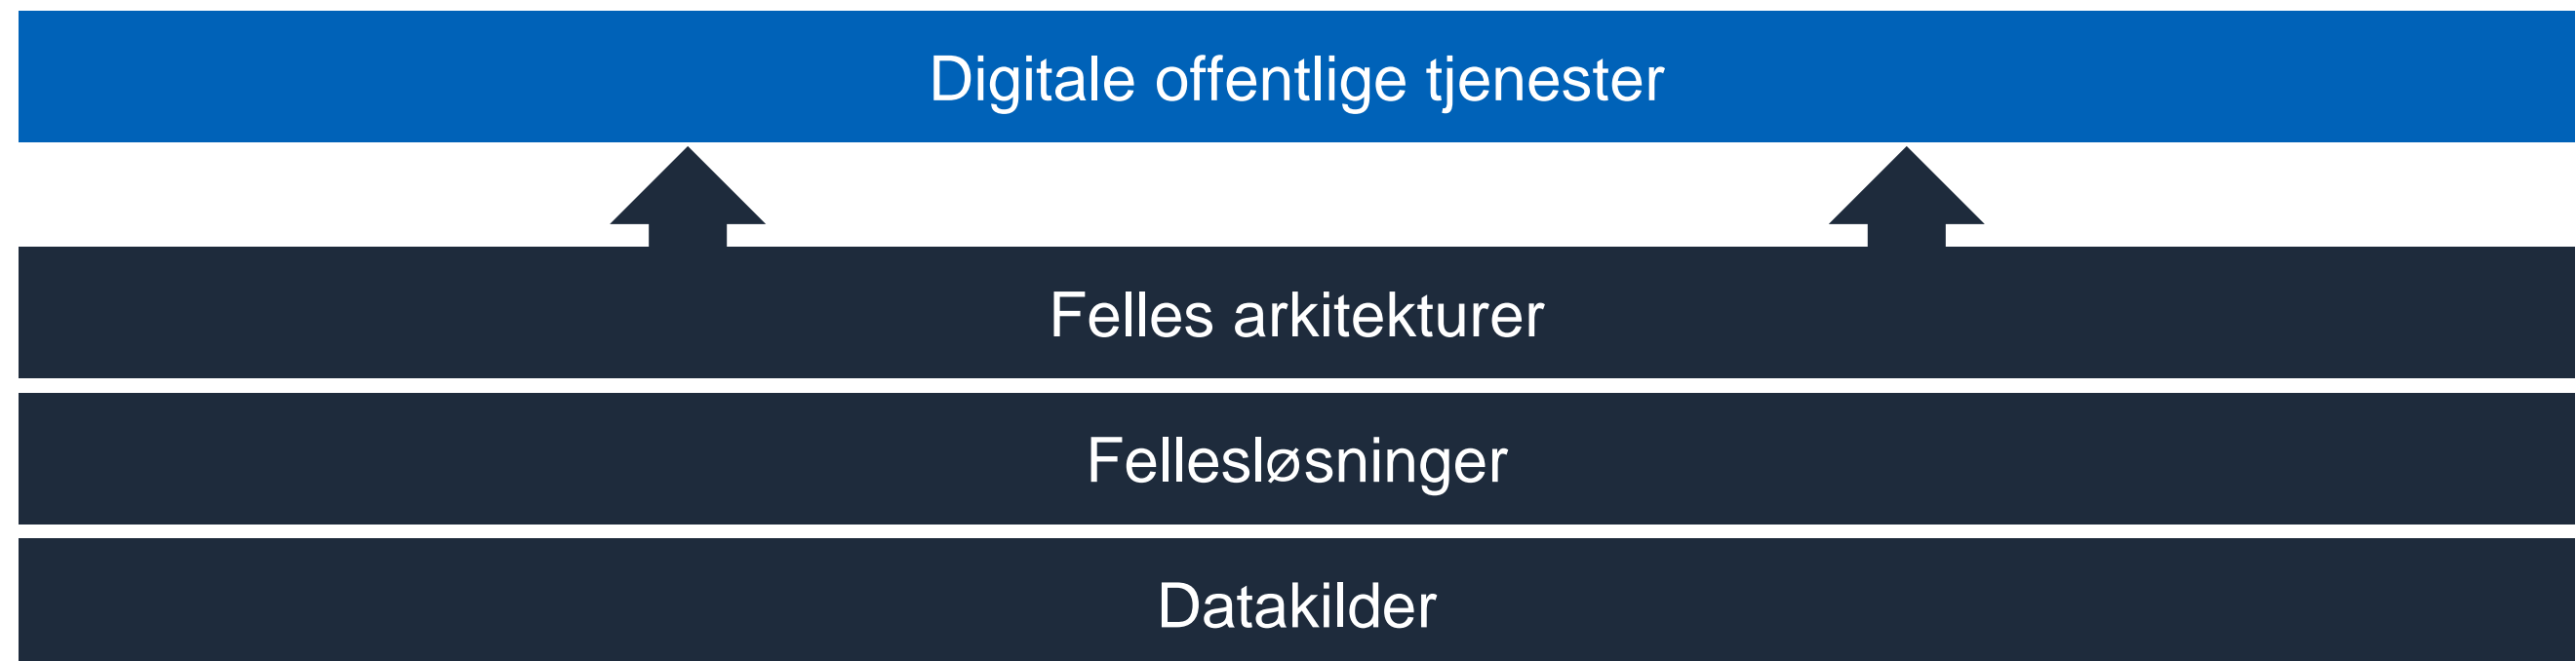 Digitale offentlige tjenester
Felles arkitekturer
Fellesløsninger
Datakilder